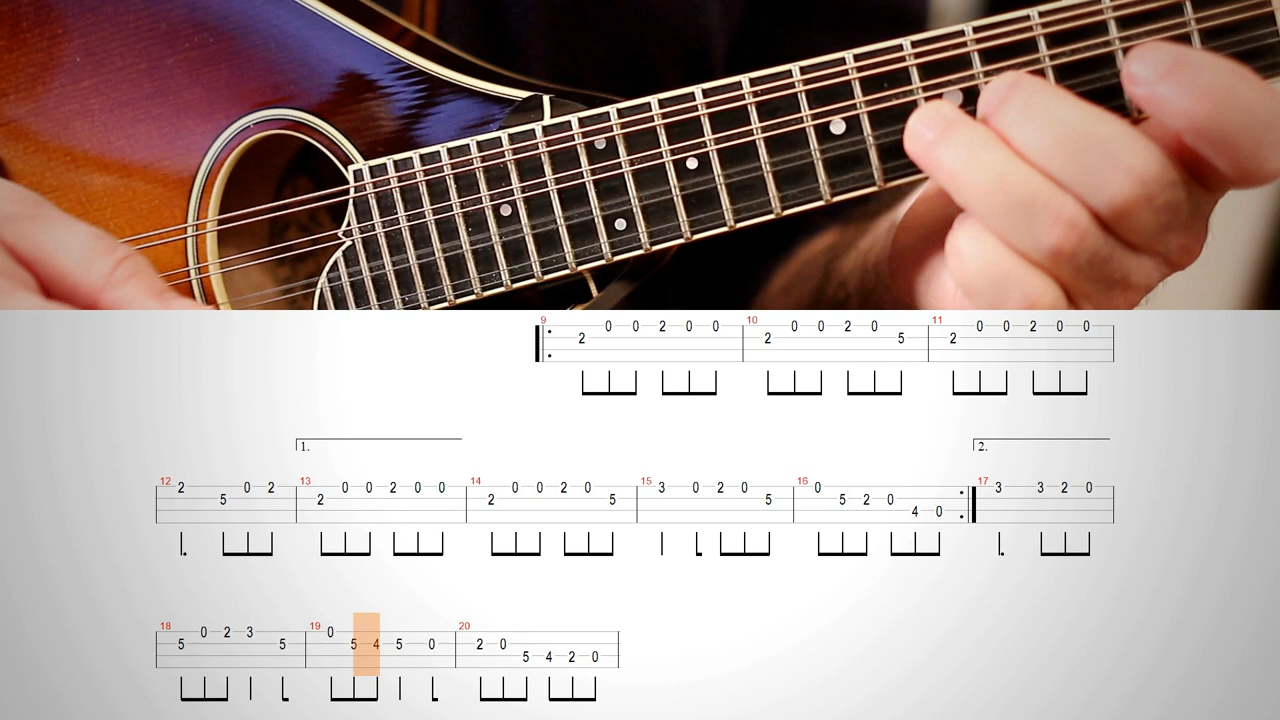 9 10 11
0 0 2 0 0 0 0 2 0 0 0 2 0 0
2 2 5 2
1. 2.
12 13 14 15 16 17
2 0 2 0 0 2 0 0 0 0 2 0 3 0 2 0 0 3 3 2 0
5 2 2 5 5 5 2 0
4 0
18 19 20
0 2 3 0
5 5 5 4 5 0 2 0
5 4 2 0